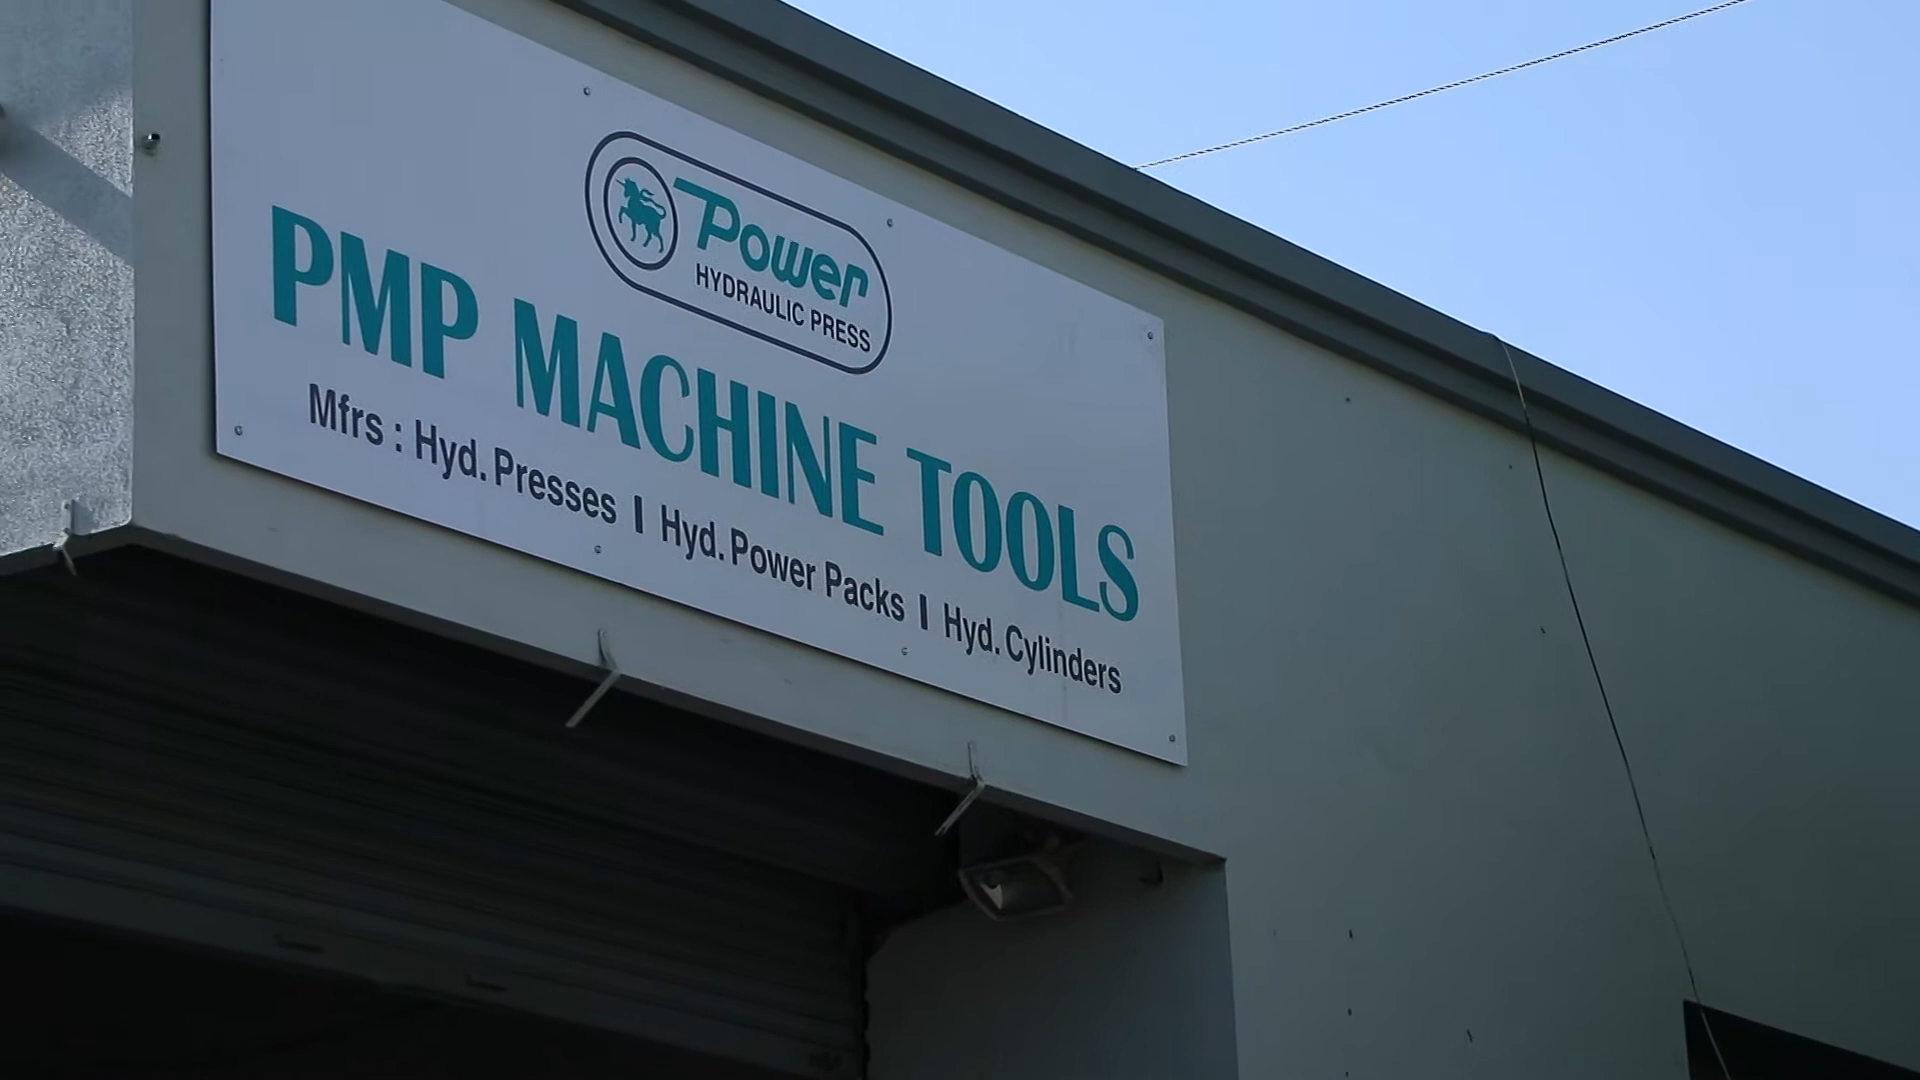 Power
HYDRAULIC PRESS
PMP MACHINE TOOLS
Mfrs : Hyd. Presses I Hyd. Power Packs I Hyd. Cylinders